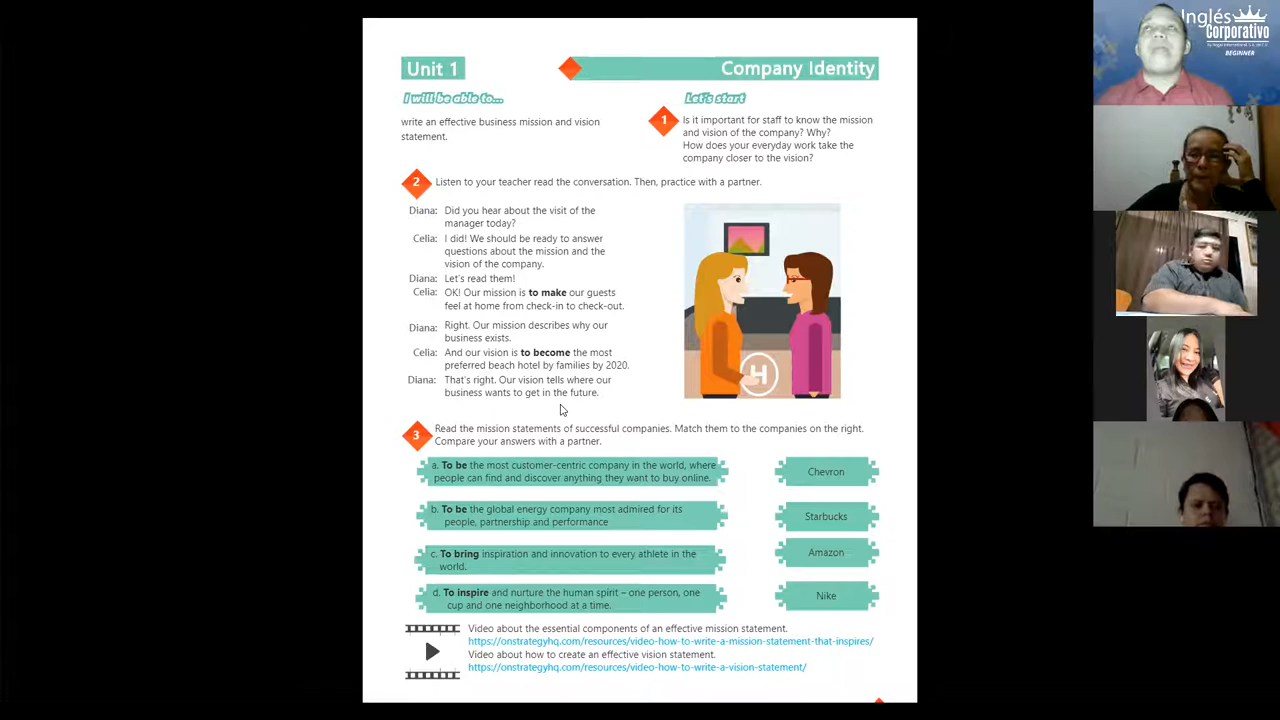 Unit 1
Company Identity
I will be able to...
write an effective business mission and vision
statement.
Let's start
1
Is it important for staff to know the mission
and vision of the company? Why?
How does your everyday work take the
company closer to the vision?
2
Listen to your teacher read the conversation. Then, practice with a partner.
Diana: Did you hear about the visit of the
manager today?
Celia: I did! We should be ready to answer
questions about the mission and the
vision of the company.
Diana: Let's read them!
Celia: OK! Our mission is to make our guests
feel at home from check-in to check-out.
Diana: Right. Our mission describes why our
business exists.
Celia: And our vision is to become the most
preferred beach hotel by families by 2020.
Diana: That's right. Our vision tells where our
business wants to get in the future.
H
3
Read the mission statements of successful companies. Match them to the companies on the right.
Compare your answers with a partner.
a. To be the most customer-centric company in the world, where
people can find and discover anything they want to buy online.
Chevron
b. To be the global energy company most admired for its
people, partnership and performance
Starbucks
c. To bring inspiration and innovation to every athlete in the
world.
Amazon
d. To inspire and nurture the human spirit – one person, one
cup and one neighborhood at a time.
Nike
Video about the essential components of an effective mission statement.
https://onstrategyhq.com/resources/video-how-to-write-a-mission-statement-that-inspires/
Video about how to create an effective vision statement.
https://onstrategyhq.com/resources/video-how-to-write-a-vision-statement/
Inglés
Corporativo
BEGINNER